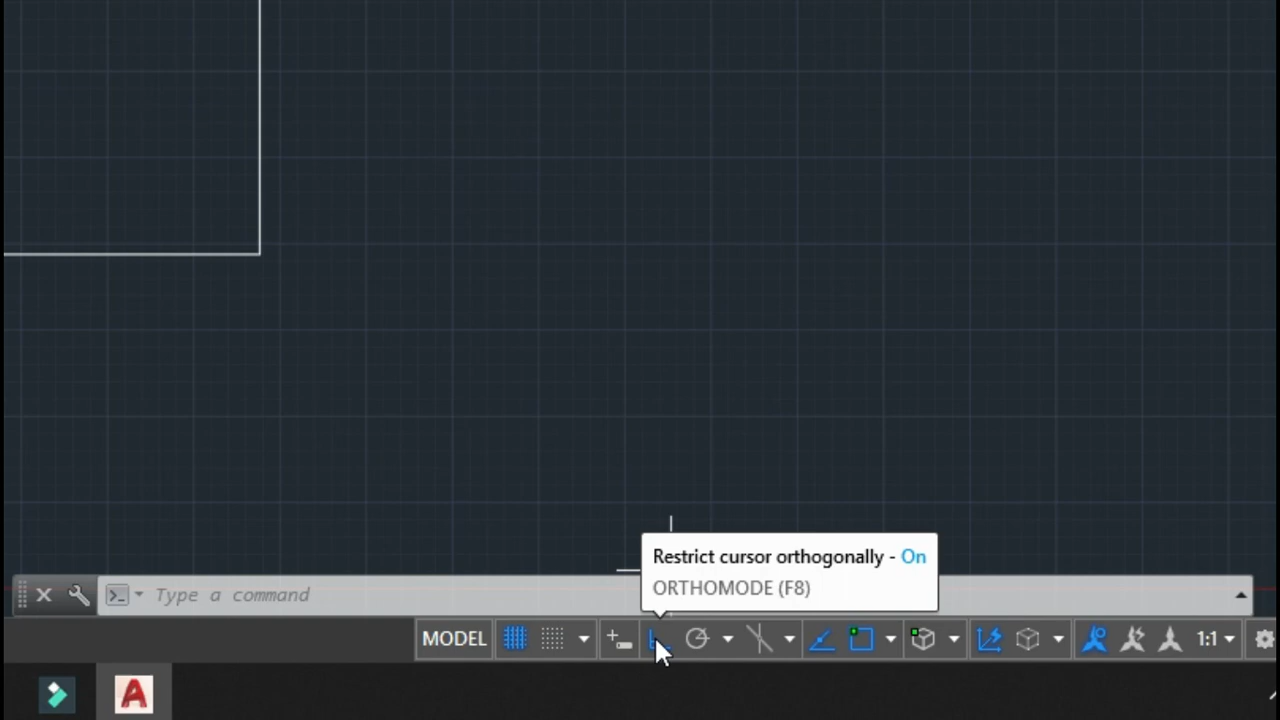 Restrict cursor orthogonally - On
ORTHOMODE (F8)
Type a command
MODEL
1:1